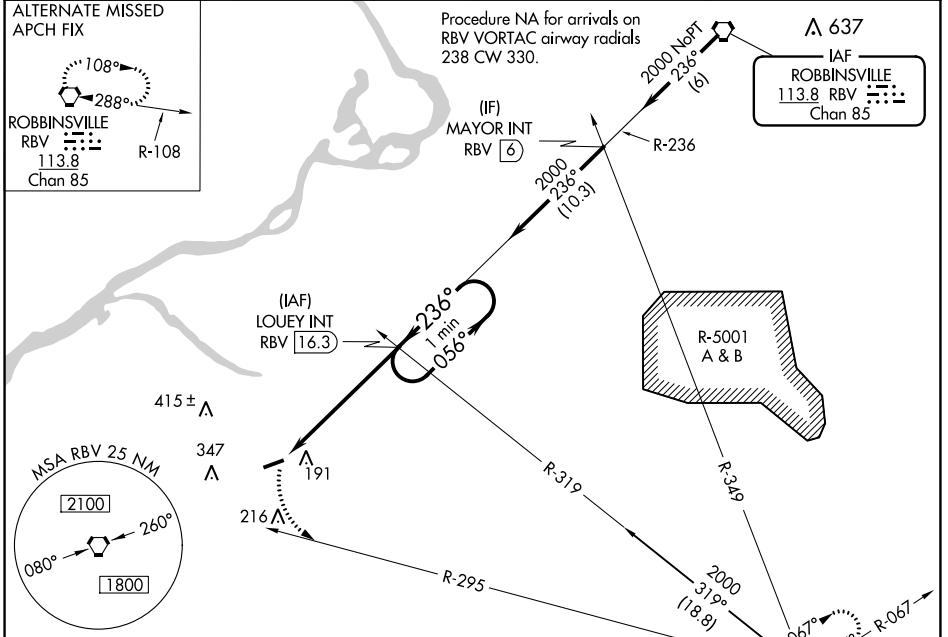 ALTERNATE MISSED
APCH FIX
108°
288°
ROBBINSVILLE
RBV
113.8
Chan 85
R-108
Procedure NA for arrivals on
RBV VORTAC airway radials
238 CW 330.
2000 NoPT
236°
(6)
637
IAF
ROBBINSVILLE
113.8 RBV
Chan 85
(IF)
MAYOR INT
RBV 6
R-236
2000
236°
(10.3)
(IAF)
LOUEY INT
RBV 16.3
236°
1 min
056°
R-5001
A & B
415 ±
347
191
216
MSA RBV 25 NM
2100
260°
080°
1800
R-319
R-349
R-295
2000
319°
(18.8)
067°
R-067